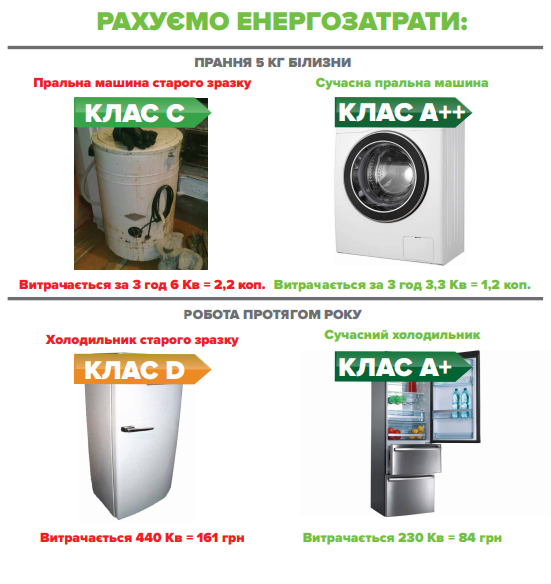 РАХУЄМО ЕНЕРГОЗАТРАТИ:
ПРАННЯ 5 КГ БІЛИЗНИ
Пральна машина старого зразку
Сучасна пральна машина
КЛАС C
КЛАС A++
Витрачається за 3 год 6 Кв = 2,2 коп.
Витрачається за 3 год 3,3 Кв = 1,2 коп.
РОБОТА ПРОТЯГОМ РОКУ
Холодильник старого зразку
Сучасний холодильник
КЛАС D
КЛАС A+
Витрачається 440 Кв = 161 грн
Витрачається 230 Кв = 84 грн